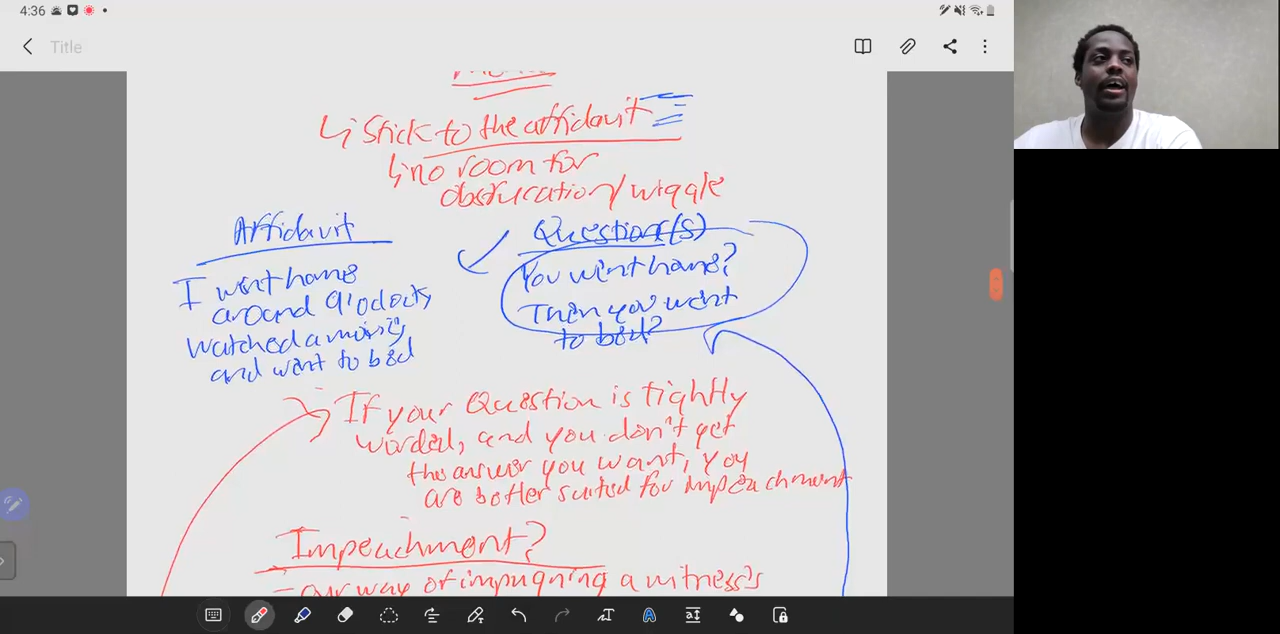 4:36
Title
↳ Stick to the affidavit
↳ no room for
obsfucation/wiggle
Affidavit
I went home
around 9 o'clock,
watched a movie,
and went to bed
Question(s)
You went home?
Then you went
to bed?
If your Question is tightly
worded, and you don't get
the answer you want, you
are better suited for impeachment
Impeachment?
- our way of impugning a witness's